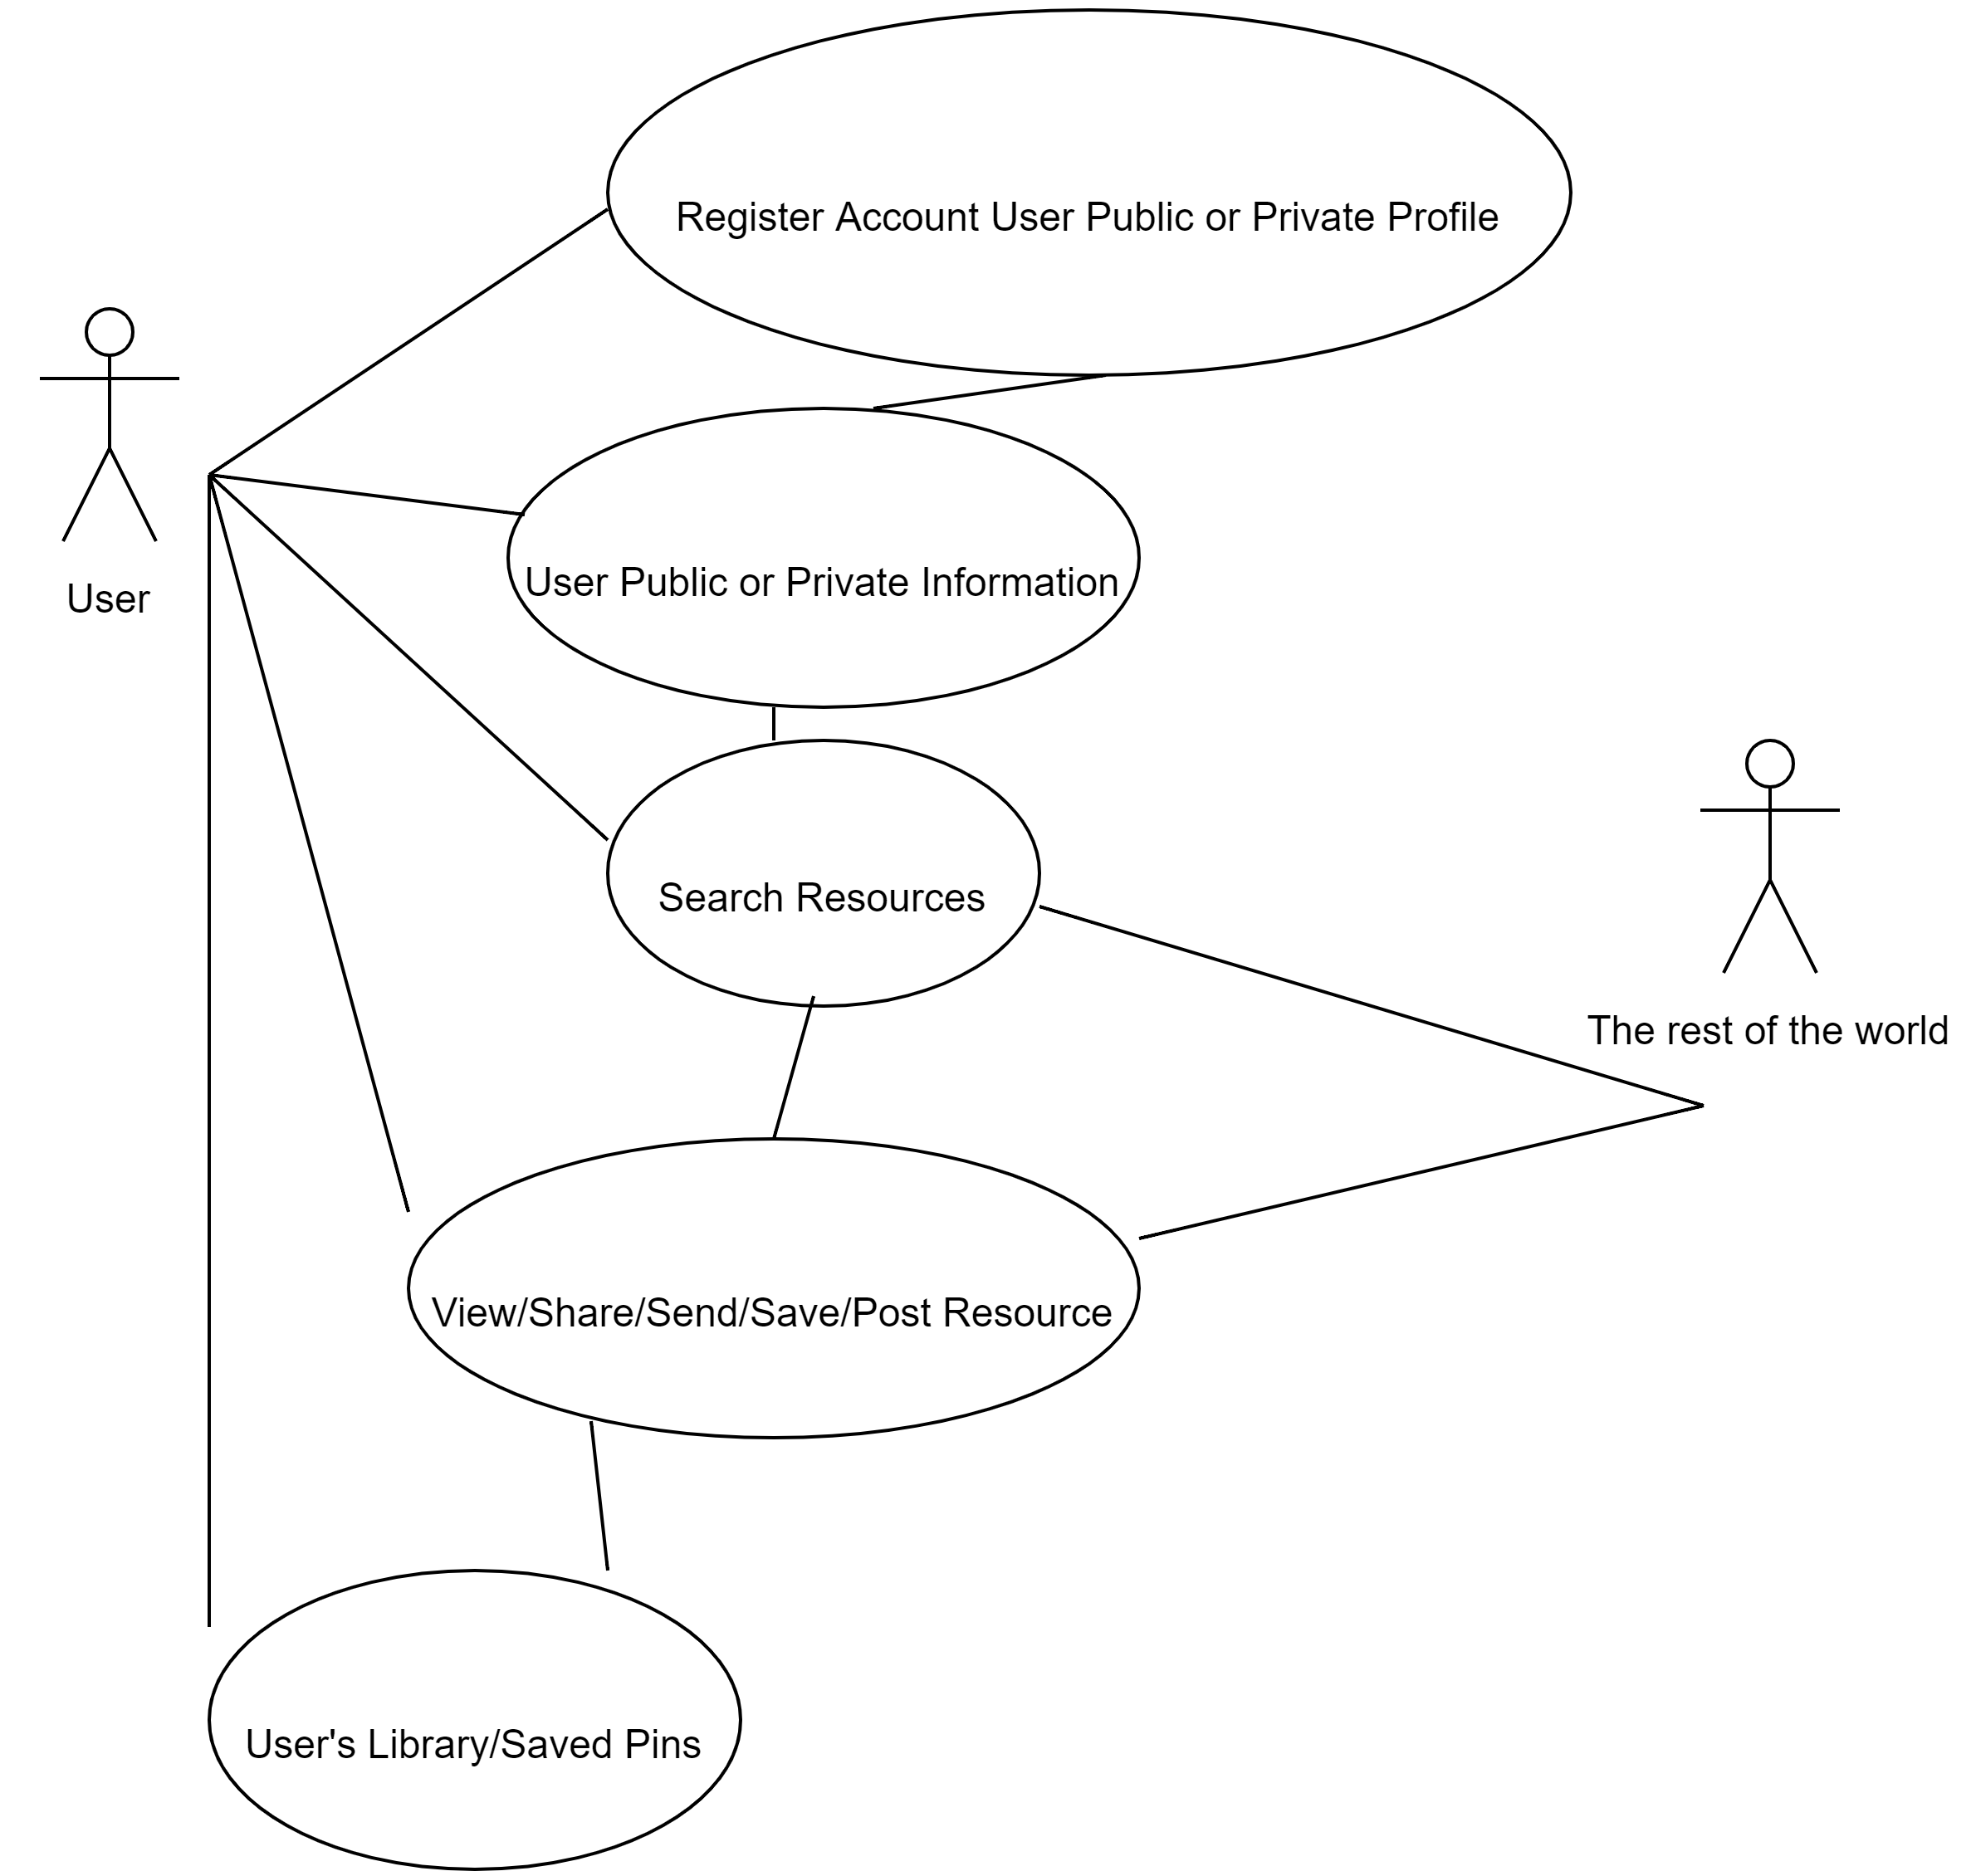 Register Account User Public or Private Profile
User Public or Private Information
User
Search Resources
The rest of the world
View/Share/Send/Save/Post Resource
User's Library/Saved Pins